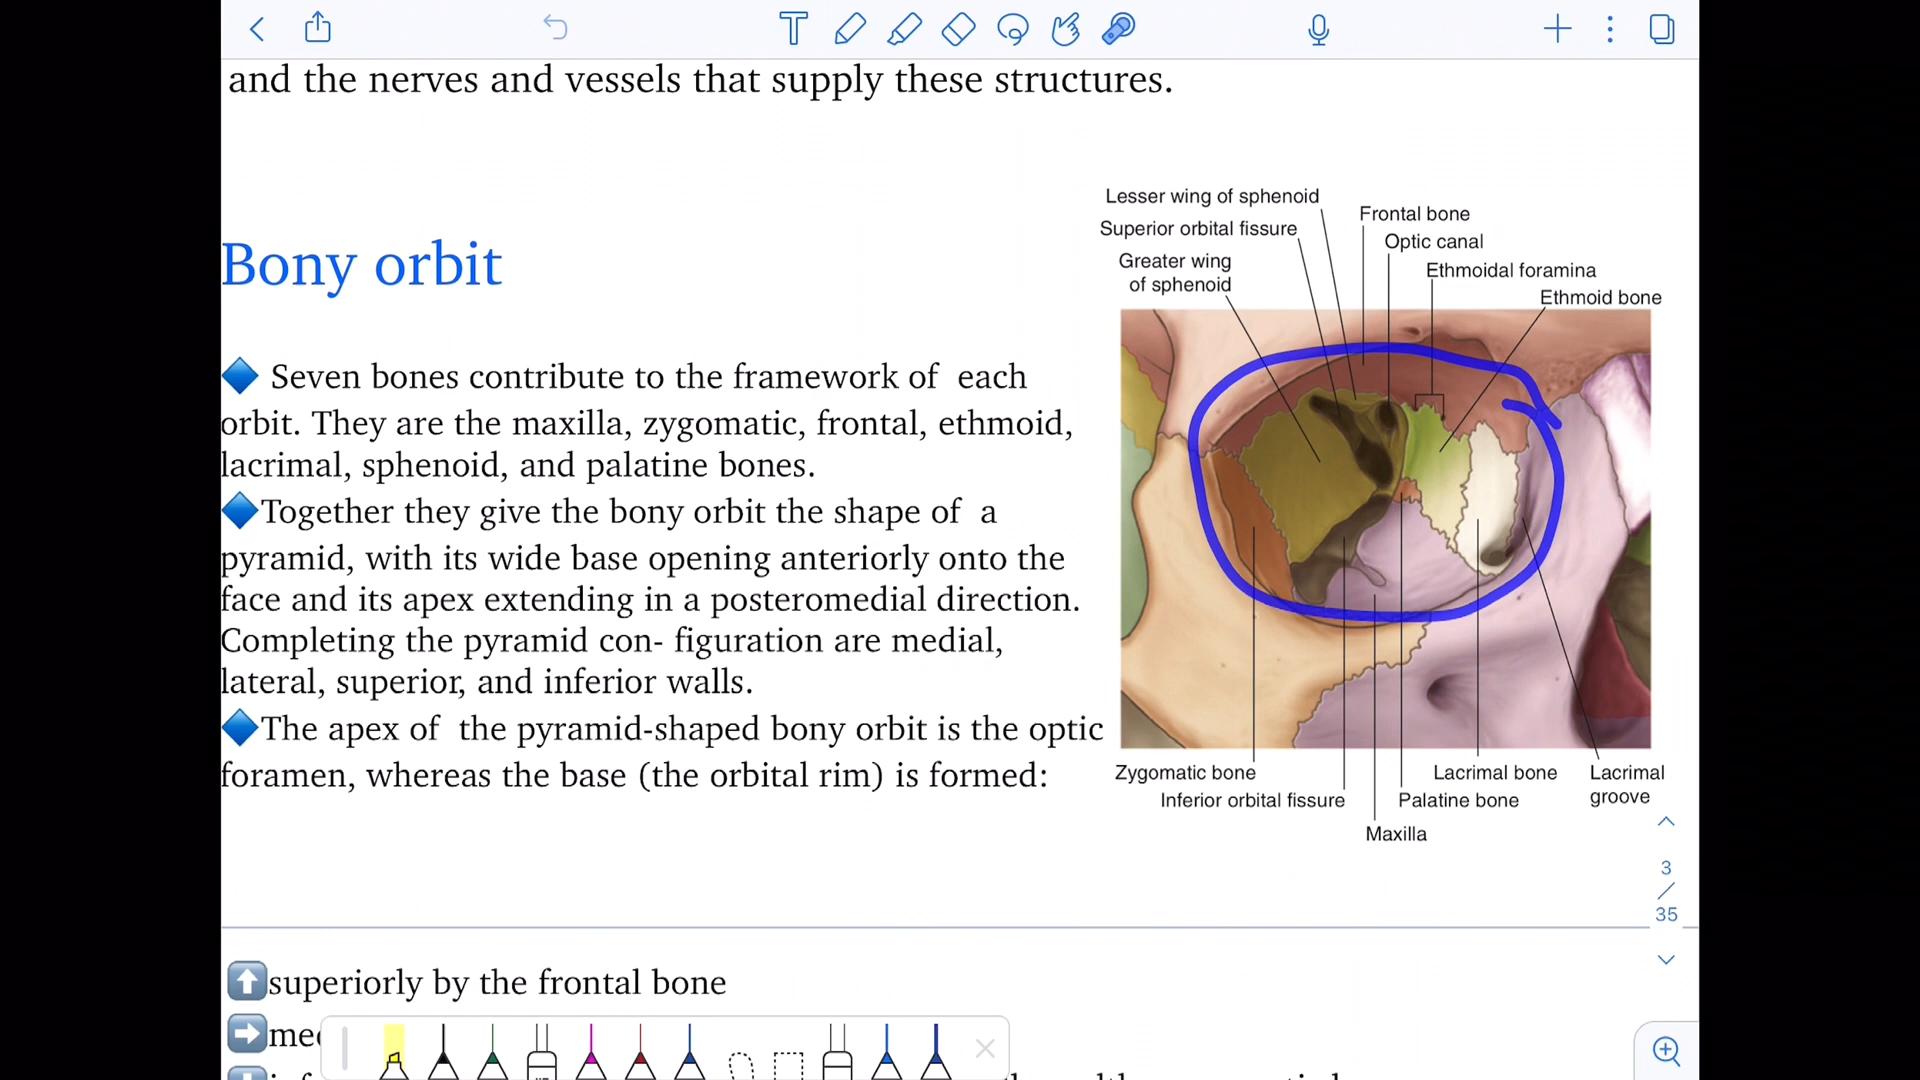 and the nerves and vessels that supply these structures.
Bony orbit
Seven bones contribute to the framework of each
orbit. They are the maxilla, zygomatic, frontal, ethmoid,
lacrimal, sphenoid, and palatine bones.
Together they give the bony orbit the shape of a
pyramid, with its wide base opening anteriorly onto the
face and its apex extending in a posteromedial direction.
Completing the pyramid con- figuration are medial,
lateral, superior, and inferior walls.
The apex of the pyramid-shaped bony orbit is the optic
foramen, whereas the base (the orbital rim) is formed:
Lesser wing of sphenoid
Superior orbital fissure
Greater wing
of sphenoid
Frontal bone
Optic canal
Ethmoidal foramina
Ethmoid bone
Zygomatic bone
Inferior orbital fissure
Maxilla
Palatine bone
Lacrimal bone
Lacrimal
groove
3
/
35
superiorly by the frontal bone